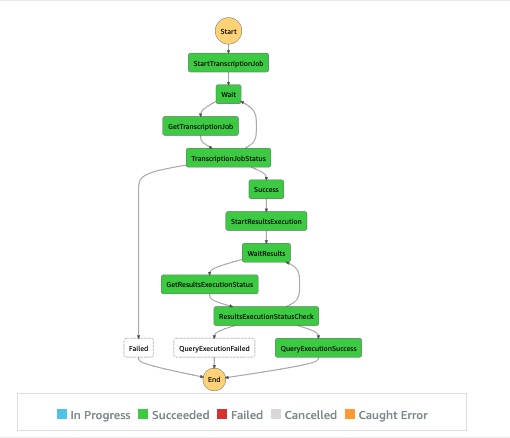 Start
StartTranscriptionJob
Wait
GetTranscriptionJob
TranscriptionJobStatus
Success
StartResultsExecution
WaitResults
GetResultsExecutionStatus
ResultsExecutionStatusCheck
Failed QueryExecutionFailed QueryExecutionSuccess
End
In Progress Succeeded Failed Cancelled Caught Error